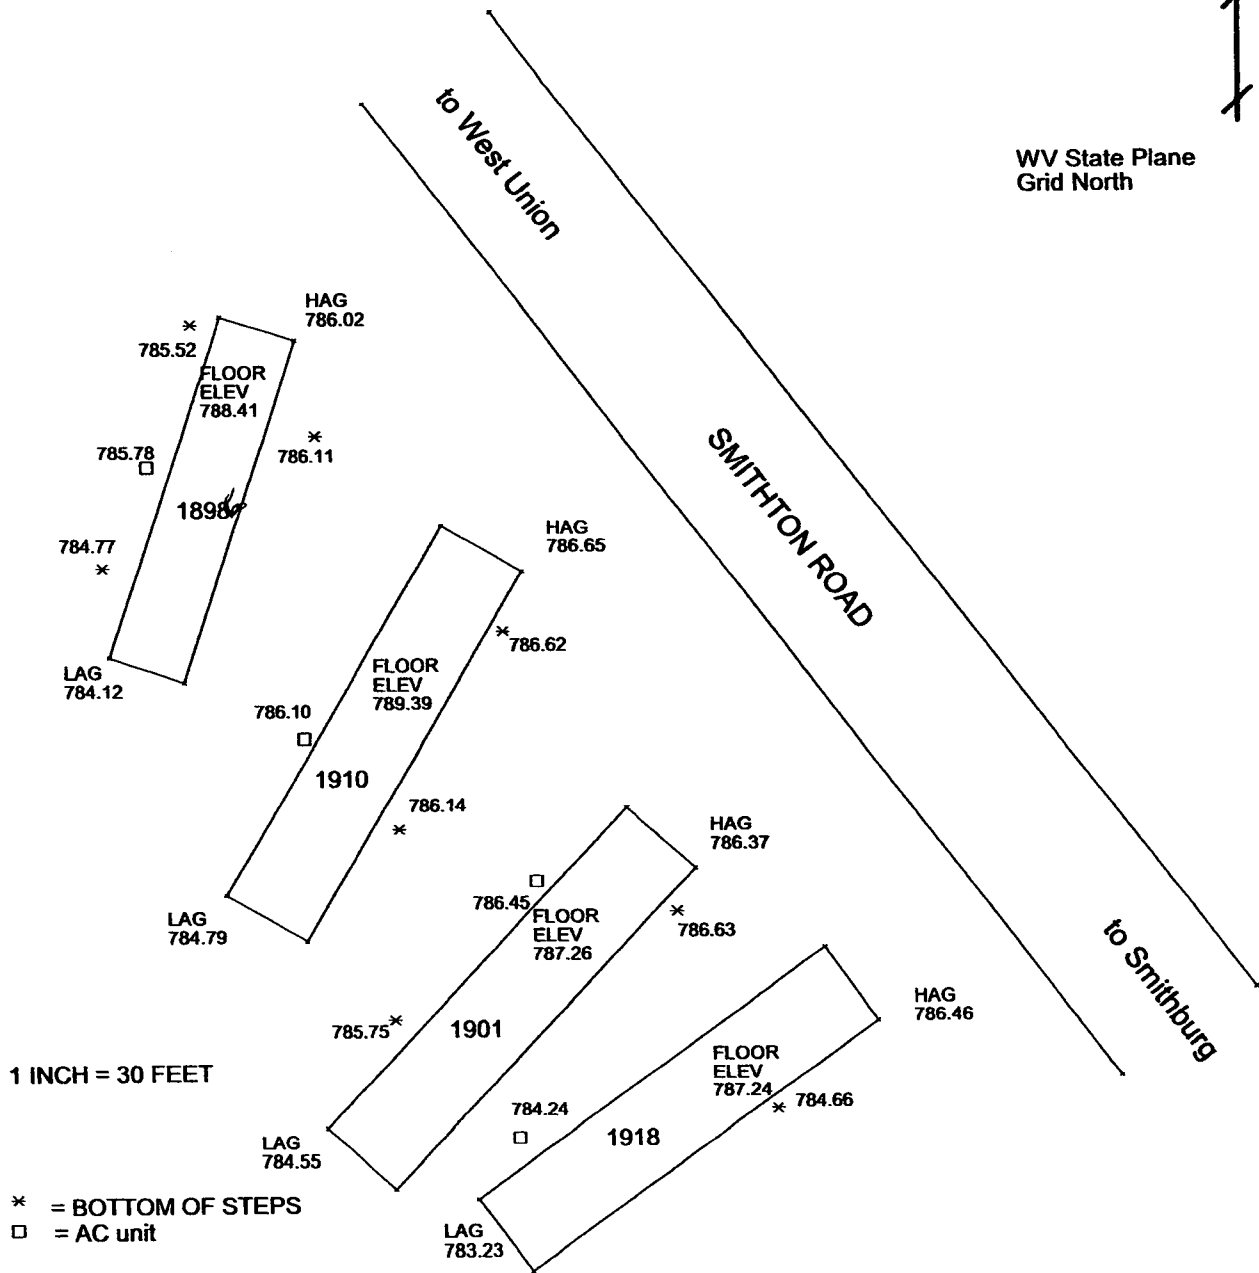 to West Union
WV State Plane
Grid North
HAG
786.02
785.52
FLOOR
ELEV
788.41
785.78
786.11
1898
784.77
LAG
784.12
SMITHTON ROAD
HAG
786.65
786.62
FLOOR
ELEV
789.39
786.10
1910
786.14
LAG
784.79
HAG
786.37
786.45
FLOOR
ELEV
787.26
786.63
785.75
1901
LAG
784.55
to Smithburg
HAG
786.46
FLOOR
ELEV
787.24
784.66
784.24
1918
LAG
783.23
1 INCH = 30 FEET
* = BOTTOM OF STEPS
□ = AC unit